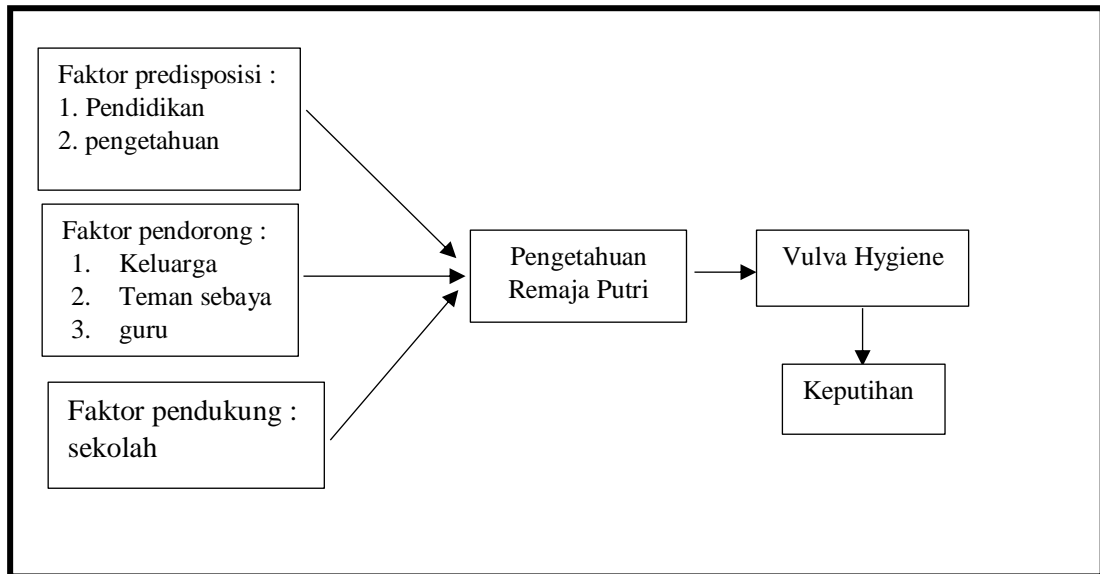 Faktor predisposisi :
1. Pendidikan
2. pengetahuan
Faktor pendorong :
1. Keluarga
2. Teman sebaya
3. guru
Faktor pendukung :
sekolah
Pengetahuan
Remaja Putri
Vulva Hygiene
Keputihan